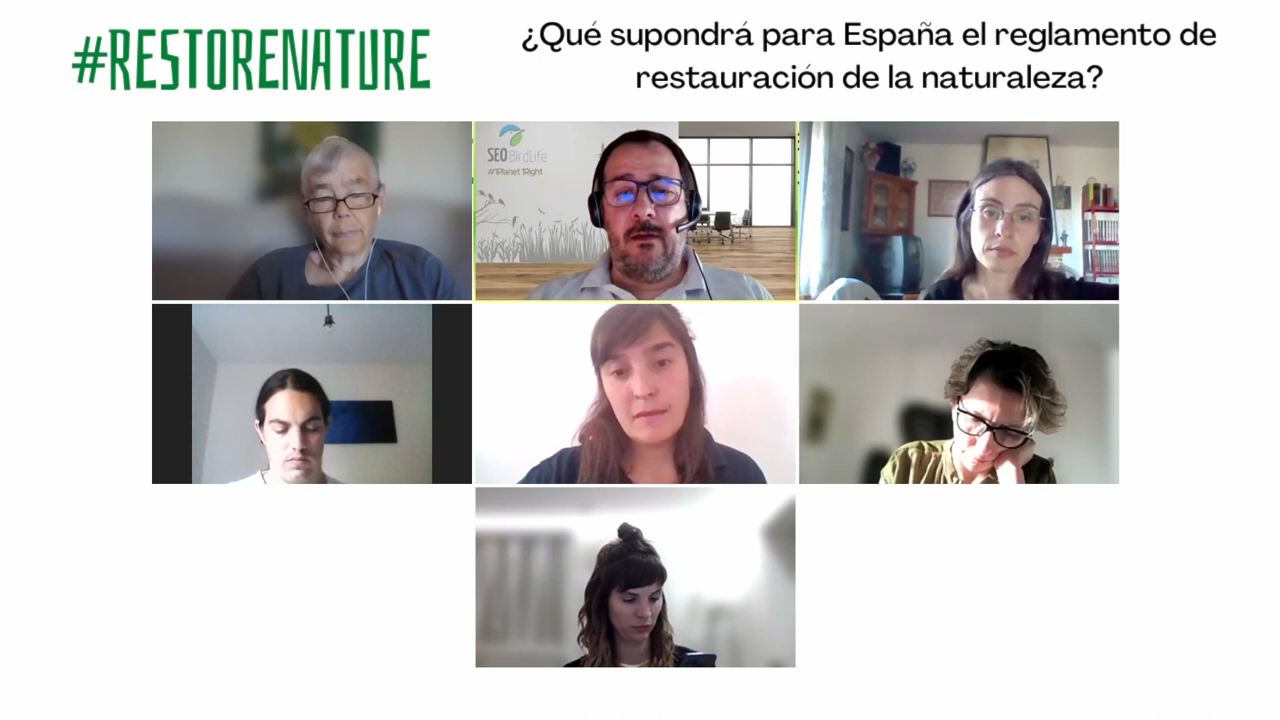 #RESTORENATURE
¿Qué supondrá para España el reglamento de
restauración de la naturaleza?
SEO BirdLife
#1Planet1Right